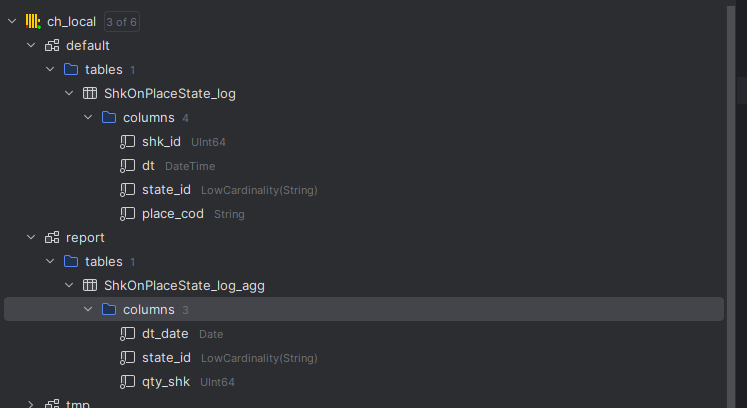 ch_local 3 of 6
default
tables 1
ShkOnPlaceState_log
columns 4
shk_id UInt64
dt DateTime
state_id LowCardinality(String)
place_cod String
report
tables 1
ShkOnPlaceState_log_agg
columns 3
dt_date Date
state_id LowCardinality(String)
qty_shk UInt64
tmp